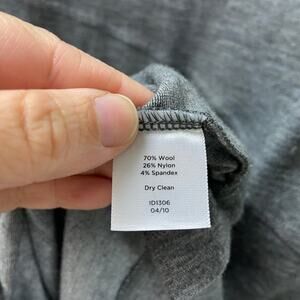 70% Wool
26% Nylon
4% Spandex
Dry Clean
ID1306
04/10